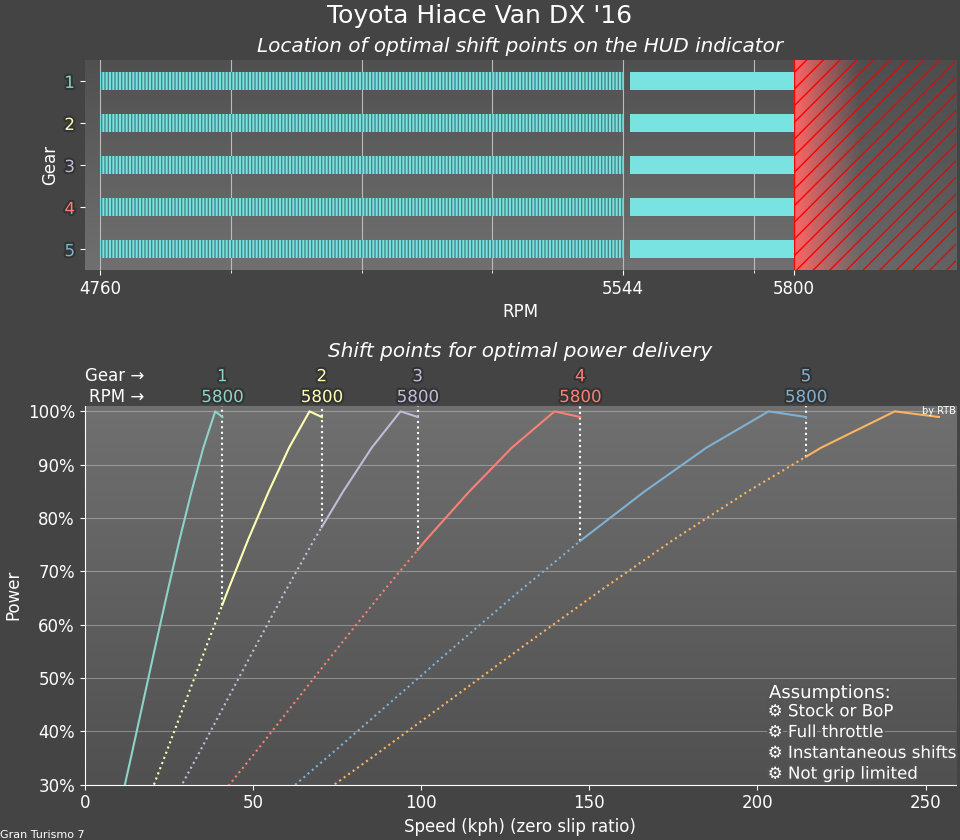 Toyota Hiace Van DX '16
Location of optimal shift points on the HUD indicator
Gear
1
2
3
4
5
4760 5544 5800
RPM
Shift points for optimal power delivery
Gear → 1 2 3 4 5
RPM → 5800 5800 5800 5800 5800
by RTB
Power
100%
90%
80%
70%
60%
50%
40%
30%
Assumptions:
⚙ Stock or BoP
⚙ Full throttle
⚙ Instantaneous shifts
⚙ Not grip limited
0 50 100 150 200 250
Speed (kph) (zero slip ratio)
Gran Turismo 7